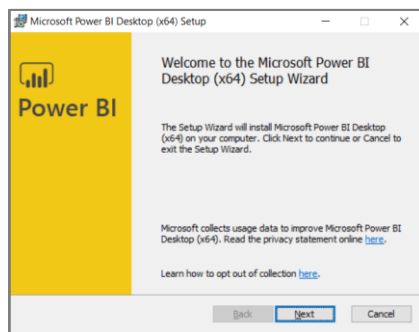 Microsoft Power BI Desktop (x64) Setup
Power BI
Welcome to the Microsoft Power BI
Desktop (x64) Setup Wizard
The Setup Wizard will install Microsoft Power BI Desktop
(x64) on your computer. Click Next to continue or Cancel to
exit the Setup Wizard.
Microsoft collects usage data to improve Microsoft Power BI
Desktop (x64). Read the privacy statement online here.
Learn how to opt out of collection here.
Back Next Cancel